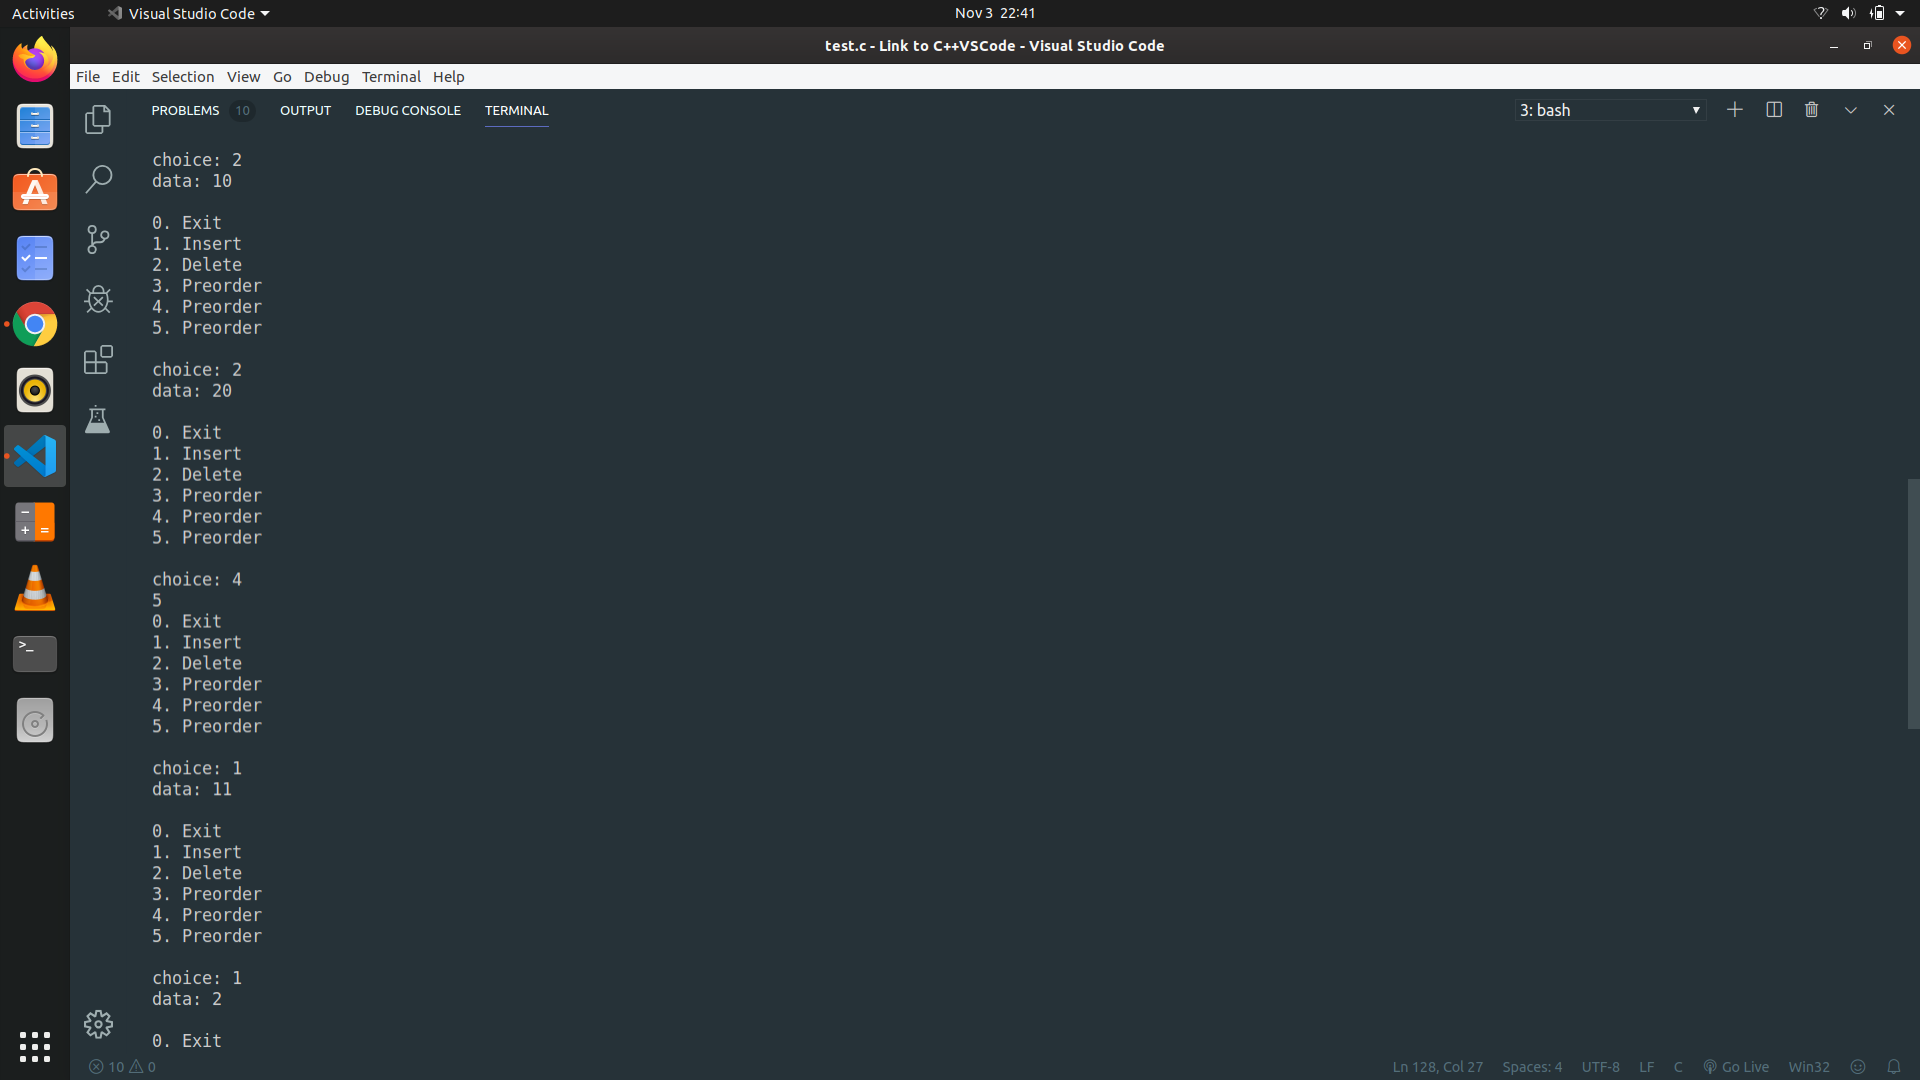 Activities
Visual Studio Code
Nov 3 22:41
test.c - Link to C++VSCode - Visual Studio Code
File Edit Selection View Go Debug Terminal Help
PROBLEMS 10 OUTPUT DEBUG CONSOLE TERMINAL
3: bash
choice: 2
data: 10
0. Exit
1. Insert
2. Delete
3. Preorder
4. Preorder
5. Preorder
choice: 2
data: 20
0. Exit
1. Insert
2. Delete
3. Preorder
4. Preorder
5. Preorder
choice: 4
5
0. Exit
1. Insert
2. Delete
3. Preorder
4. Preorder
5. Preorder
choice: 1
data: 11
0. Exit
1. Insert
2. Delete
3. Preorder
4. Preorder
5. Preorder
choice: 1
data: 2
0. Exit
10 0
Ln 128, Col 27 Spaces: 4 UTF-8 LF C Go Live Win32